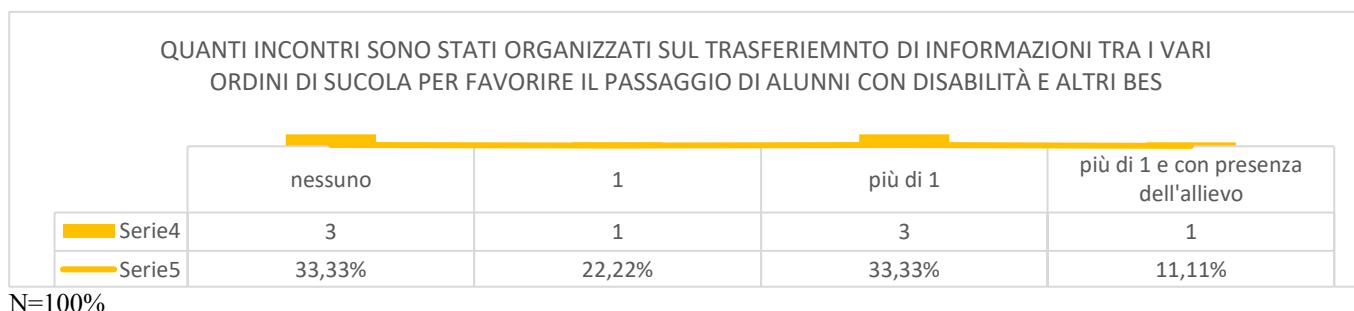 QUANTI INCONTRI SONO STATI ORGANIZZATI SUL TRASFERIEMNTO DI INFORMAZIONI TRA I VARI
ORDINI DI SUCOLA PER FAVORIRE IL PASSAGGIO DI ALUNNI CON DISABILITÀ E ALTRI BES
nessuno 1 più di 1 più di 1 e con presenza
dell'allievo
Serie4 3 1 3 1
Serie5 33,33% 22,22% 33,33% 11,11%
N=100%